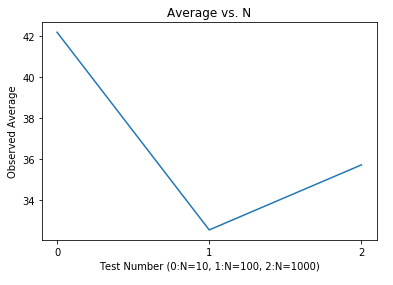 Average vs. N
42
40
38
36
34
Observed Average
0 1 2
Test Number (0:N=10, 1:N=100, 2:N=1000)